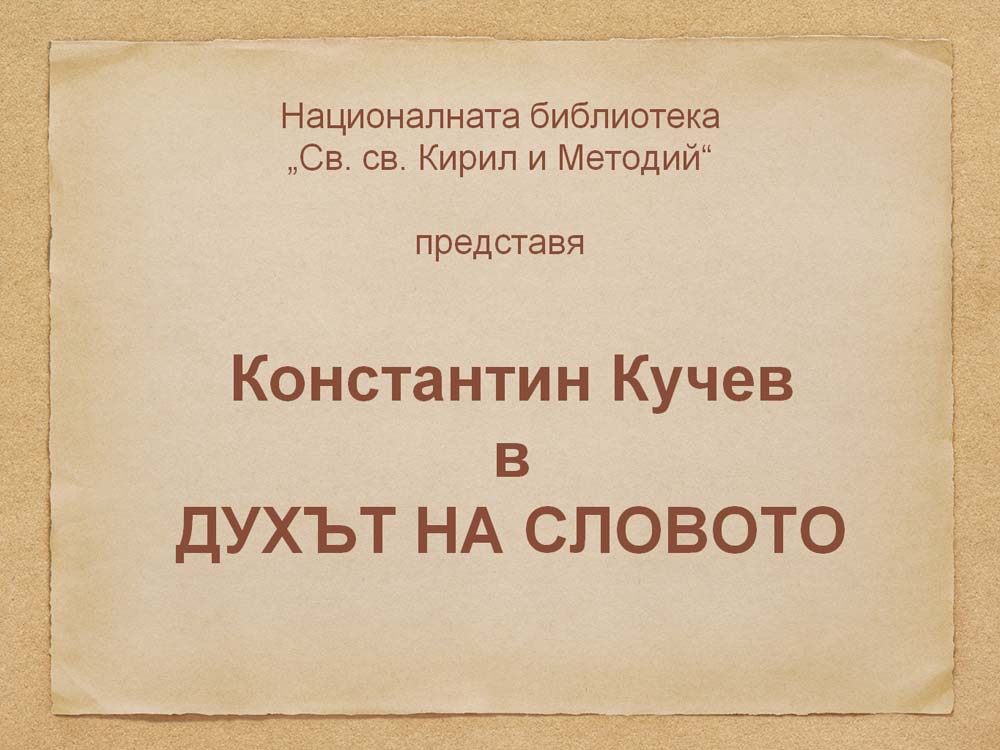 Националната библиотека
„Св. св. Кирил и Методий“
представя
Константин Кучев
в
ДУХЪТ НА СЛОВОТО